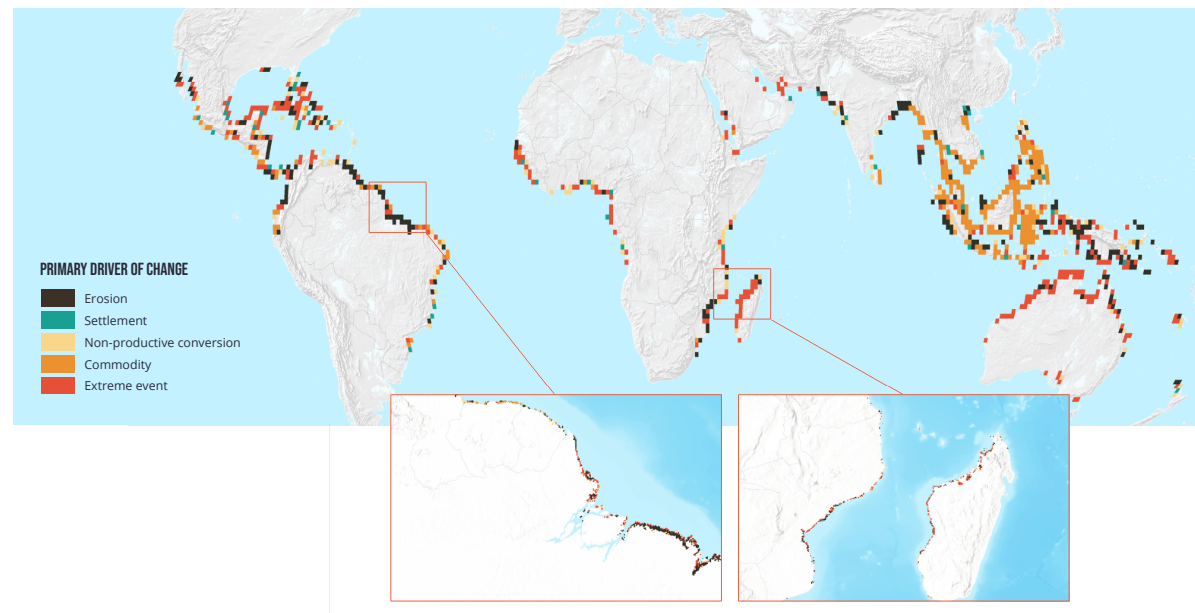 PRIMARY DRIVER OF CHANGE
Erosion
Settlement
Non-productive conversion
Commodity
Extreme event